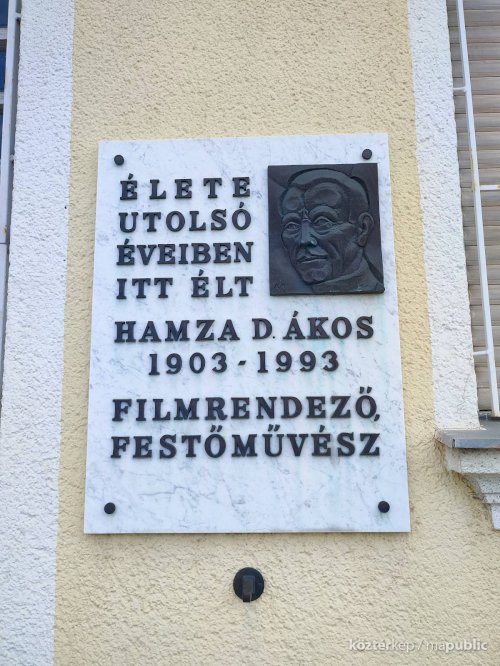 ÉLETE
UTOLSÓ
ÉVEIBEN
ITT ÉLT
HAMZA D. ÁKOS
1903 - 1993
FILMRENDEZŐ,
FESTŐMŰVÉSZ
köztérkép / mapublic